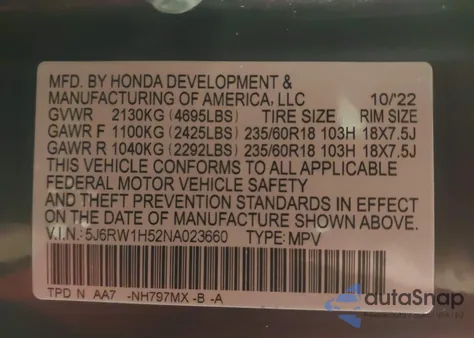 MFD. BY HONDA DEVELOPMENT &
MANUFACTURING OF AMERICA, LLC 10/'22
GVWR 2130KG (4695LBS) TIRE SIZE RIM SIZE
GAWR F 1100KG (2425LBS) 235/60R18 103H 18X7.5J
GAWR R 1040KG (2292LBS) 235/60R18 103H 18X7.5J
THIS VEHICLE CONFORMS TO ALL APPLICABLE
FEDERAL MOTOR VEHICLE SAFETY
AND THEFT PREVENTION STANDARDS IN EFFECT
ON THE DATE OF MANUFACTURE SHOWN ABOVE.
V.I.N.: 5J6RW1H52NA023660 TYPE: MPV
TPD N AA7 -NH797MX -B -A
autoSnap